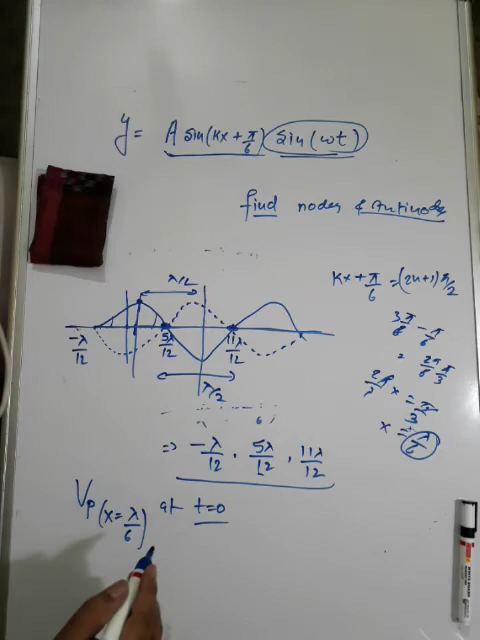 y = A sin(kx + π/6) sin(ωt)
find nodes & Antinodes
λ/2
kx + π/6 = (2n+1) π/2
3π/6 - π/6
-λ/12 5λ/12 11λ/12
= 2π/6 π/3
2π/λ x = π/3
λ/2
x = λ/6
⇒ -λ/12, 5λ/12, 11λ/12
Vp (x = λ/6) at t=0